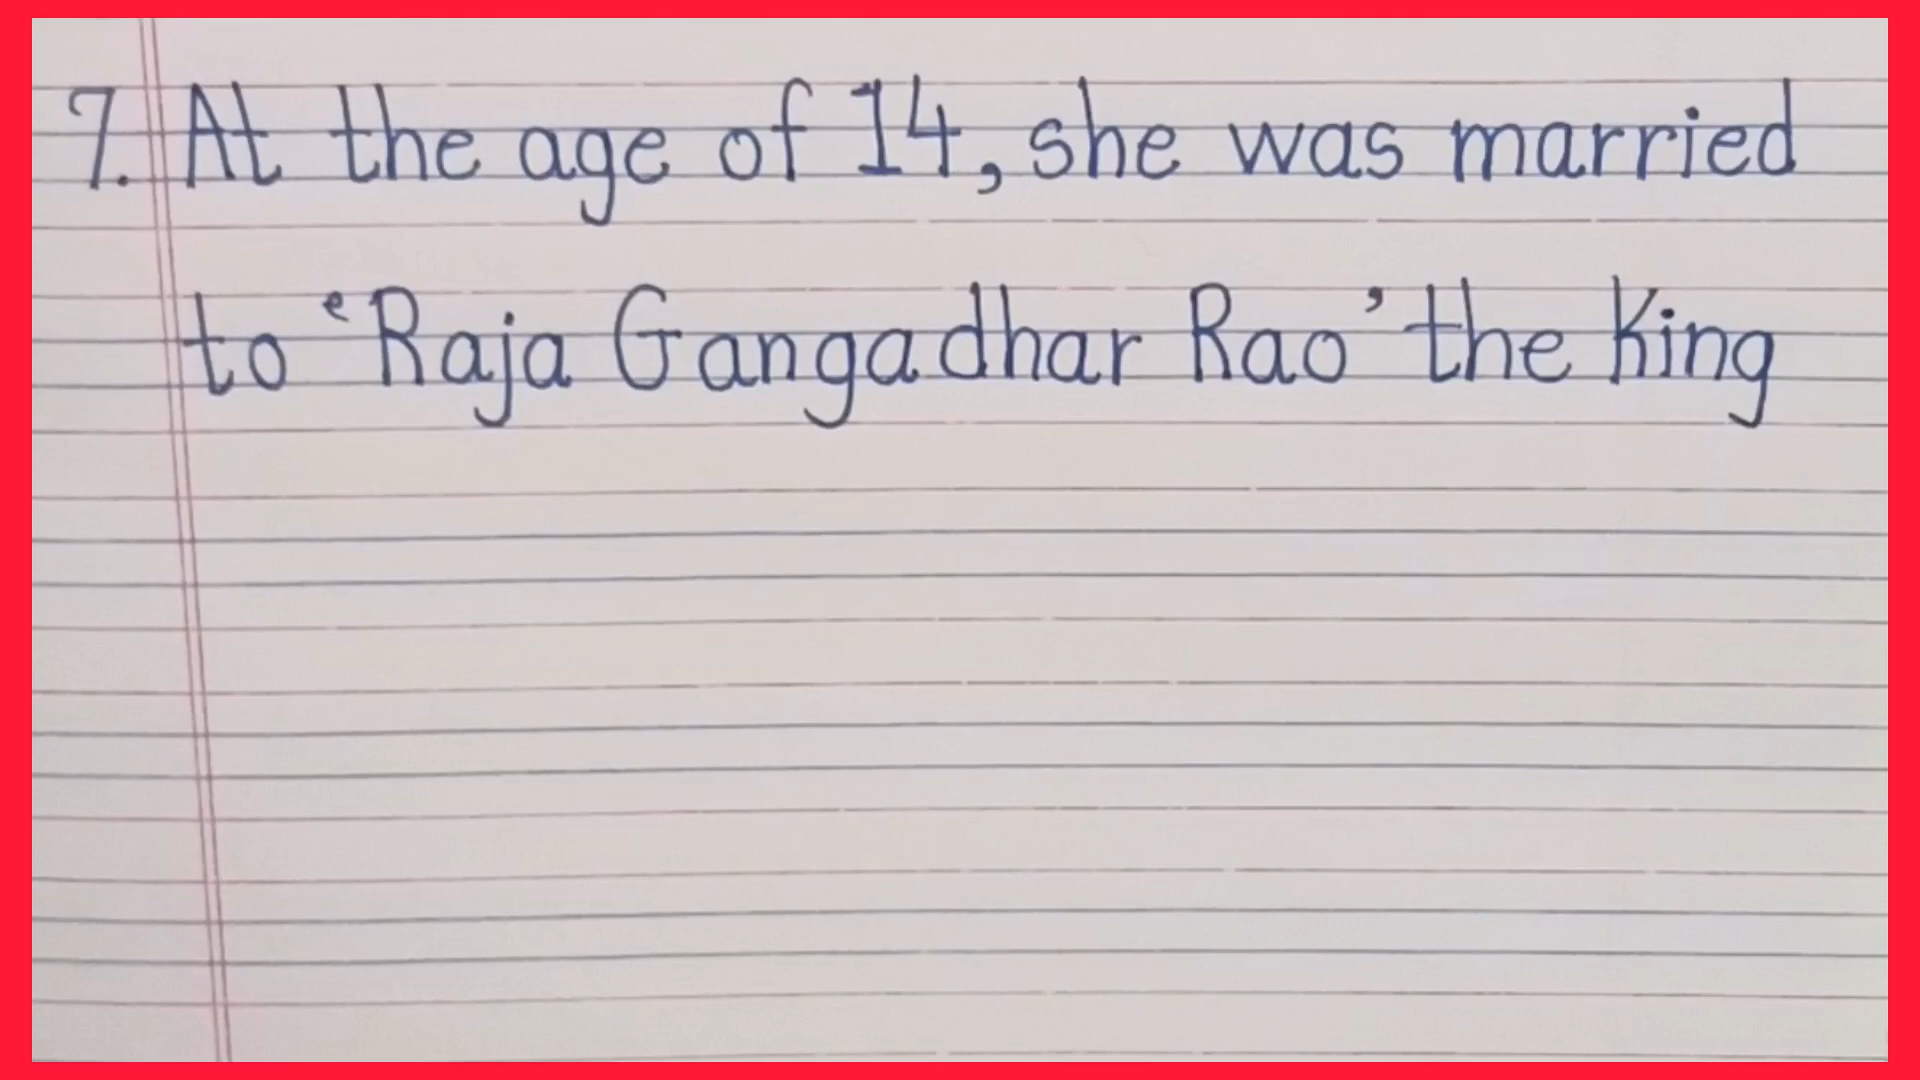 7. At the age of 14, she was married
to ‘Raja Gangadhar Rao’ the King